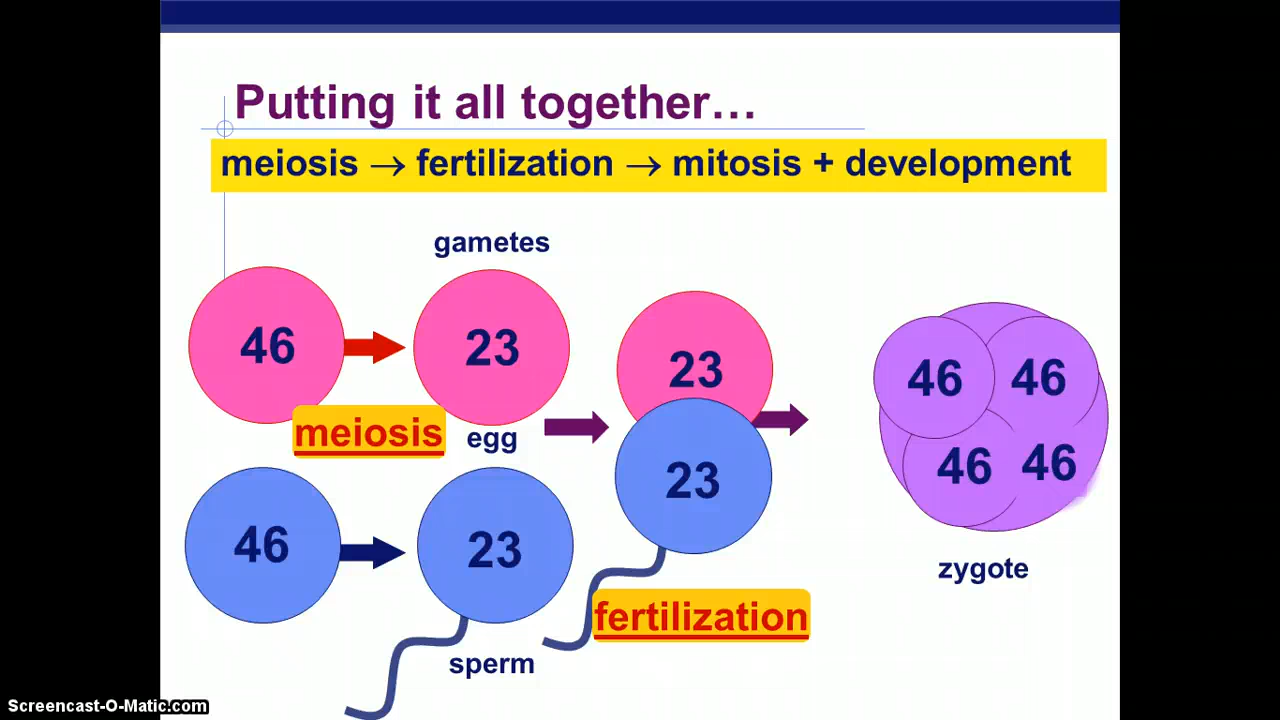 Putting it all together…
meiosis → fertilization → mitosis + development
gametes
46
23
23
46
46
meiosis
egg
23
46
46
46
23
zygote
fertilization
sperm
Screencast-O-Matic.com